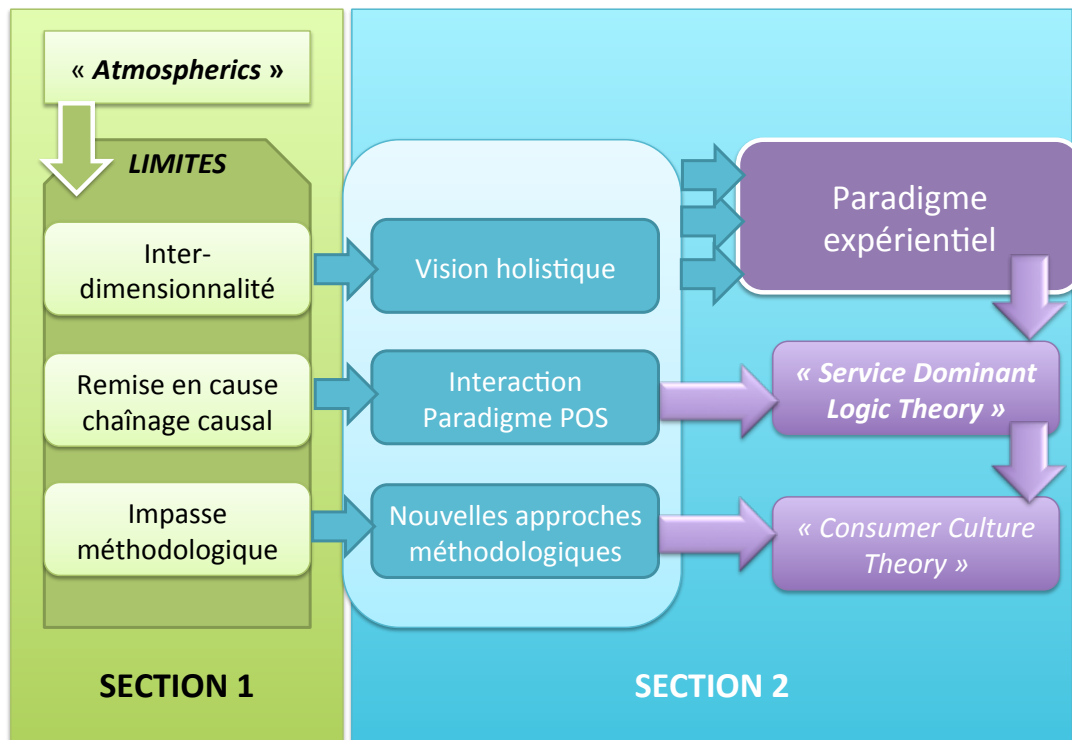 « Atmospherics »
LIMITES
Inter-
dimensionnalité
Remise en cause
chaînage causal
Impasse
méthodologique
SECTION 1
Vision holistique
Interaction
Paradigme POS
Nouvelles approches
méthodologiques
Paradigme
expérientiel
« Service Dominant
Logic Theory »
« Consumer Culture
Theory »
SECTION 2